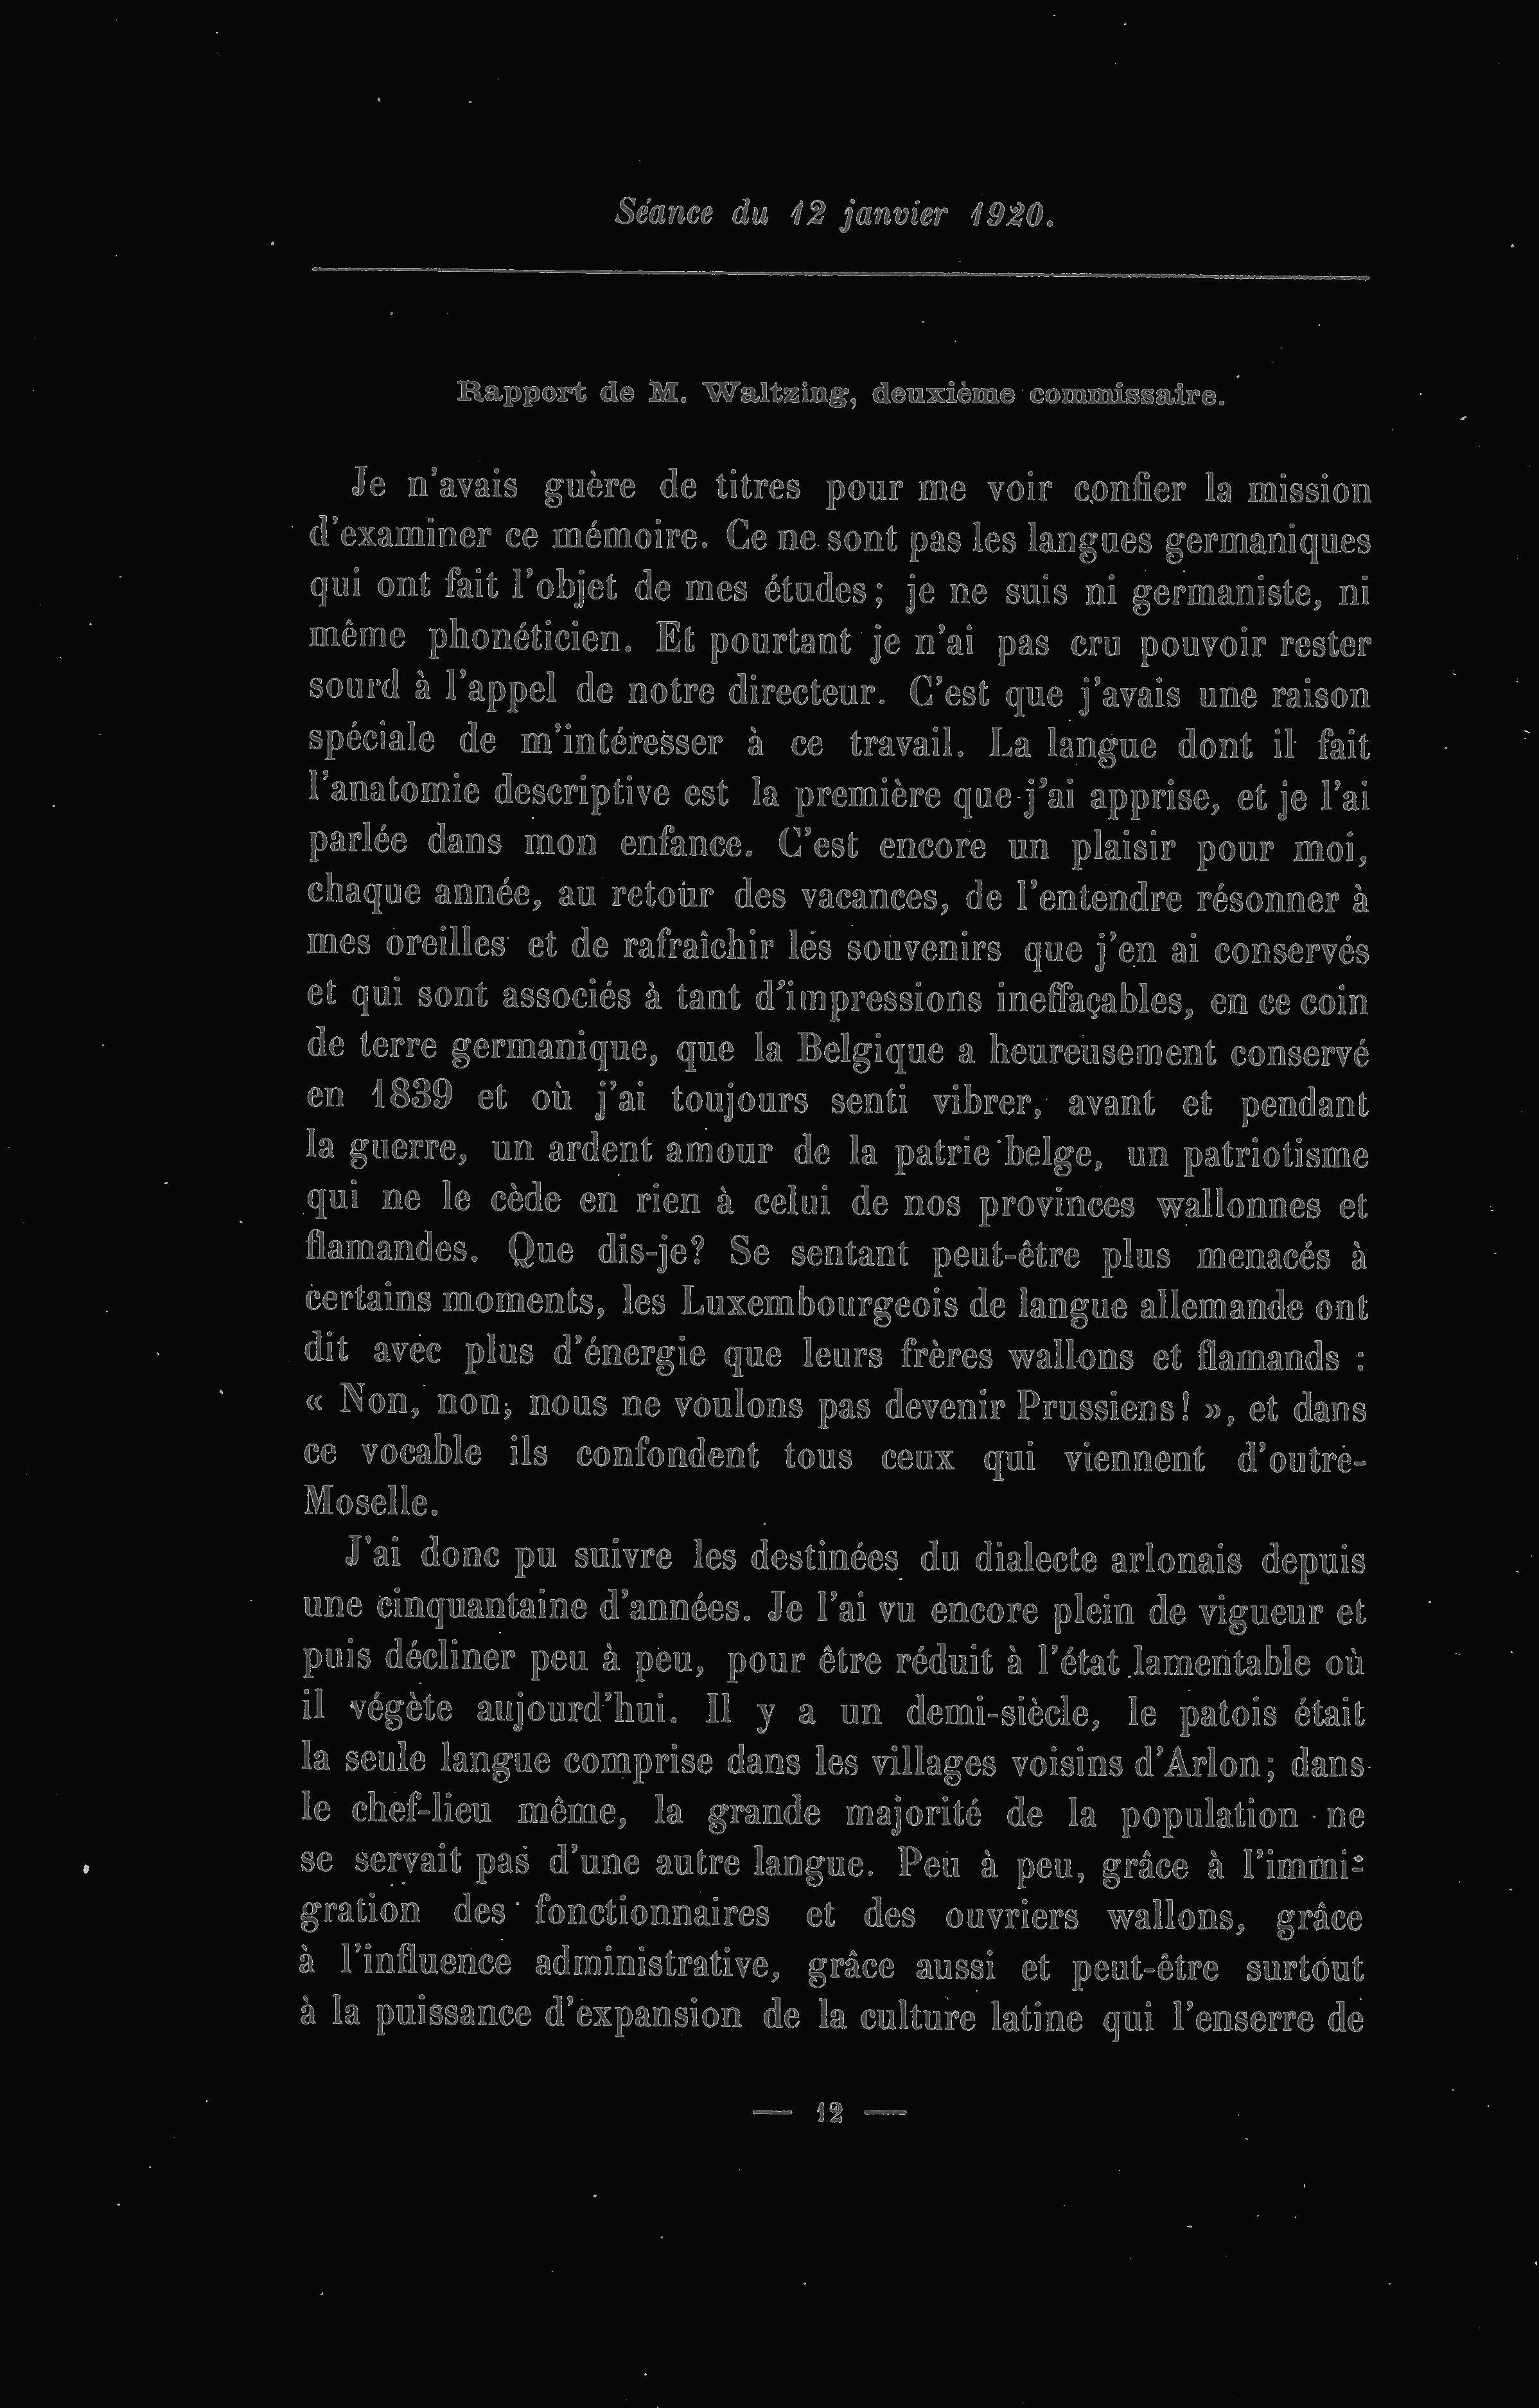 Séance du 12 janvier 1920.
Rapport de M. Waltzing, deuxième commissaire.
Je n'avais guère de titres pour me voir confier la mission
d'examiner ce mémoire. Ce ne sont pas les langues germaniques
qui ont fait l'objet de mes études; je ne suis ni germaniste, ni
même phonéticien. Et pourtant je n'ai pas cru pouvoir rester
sourd à l'appel de notre directeur. C'est que j'avais une raison
spéciale de m'intéresser à ce travail. La langue dont il fait
l'anatomie descriptive est la première que j'ai apprise, et je l'ai
parlée dans mon enfance. C'est encore un plaisir pour moi,
chaque année, au retour des vacances, de l'entendre résonner à
mes oreilles et de rafraîchir les souvenirs que j'en ai conservés
et qui sont associés à tant d'impressions ineffaçables, en ce coin
de terre germanique, que la Belgique a heureusement conservé
en 1839 et où j'ai toujours senti vibrer, avant et pendant
la guerre, un ardent amour de la patrie belge, un patriotisme
qui ne le cède en rien à celui de nos provinces wallonnes et
flamandes. Que dis-je? Se sentant peut-être plus menacés à
certains moments, les Luxembourgeois de langue allemande ont
dit avec plus d'énergie que leurs frères wallons et flamands :
« Non, non, nous ne voulons pas devenir Prussiens! », et dans
ce vocable ils confondent tous ceux qui viennent d'outre-
Moselle.
J'ai donc pu suivre les destinées du dialecte arlonais depuis
une cinquantaine d'années. Je l'ai vu encore plein de vigueur et
puis décliner peu à peu, pour être réduit à l'état lamentable où
il végète aujourd'hui. Il y a un demi-siècle, le patois était
la seule langue comprise dans les villages voisins d'Arlon; dans
le chef-lieu même, la grande majorité de la population ne
se servait pas d'une autre langue. Peu à peu, grâce à l'immi-
gration des fonctionnaires et des ouvriers wallons, grâce
à l'influence administrative, grâce aussi et peut-être surtout
à la puissance d'expansion de la culture latine qui l'enserre de
— 12 —